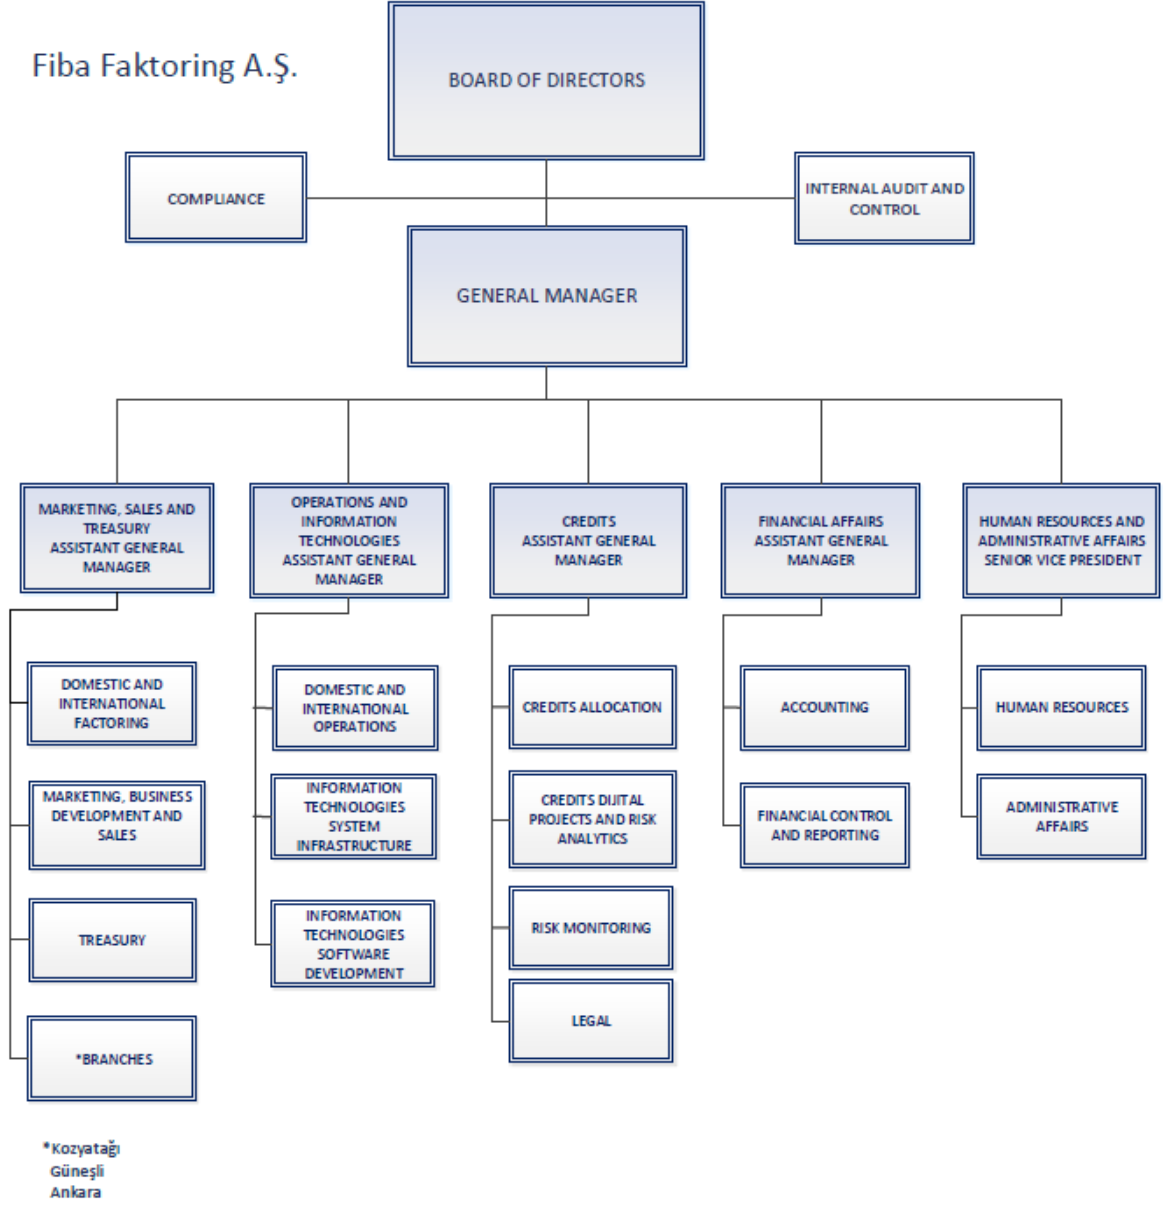 Fiba Faktoring A.Ş.
BOARD OF DIRECTORS
COMPLIANCE
INTERNAL AUDIT AND
CONTROL
GENERAL MANAGER
MARKETING, SALES AND
TREASURY
ASSISTANT GENERAL
MANAGER
OPERATIONS AND
INFORMATION
TECHNOLOGIES
ASSISTANT GENERAL
MANAGER
CREDITS
ASSISTANT GENERAL
MANAGER
FINANCIAL AFFAIRS
ASSISTANT GENERAL
MANAGER
HUMAN RESOURCES AND
ADMINISTRATIVE AFFAIRS
SENIOR VICE PRESIDENT
DOMESTIC AND
INTERNATIONAL
FACTORING
MARKETING, BUSINESS
DEVELOPMENT AND
SALES
TREASURY
*BRANCHES
*Kozyatağı
Güneşli
Ankara
DOMESTIC AND
INTERNATIONAL
OPERATIONS
INFORMATION
TECHNOLOGIES
SYSTEM
INFRASTRUCTURE
INFORMATION
TECHNOLOGIES
SOFTWARE
DEVELOPMENT
CREDITS ALLOCATION
CREDITS DIJITAL
PROJECTS AND RISK
ANALYTICS
RISK MONITORING
LEGAL
ACCOUNTING
FINANCIAL CONTROL
AND REPORTING
HUMAN RESOURCES
ADMINISTRATIVE
AFFAIRS